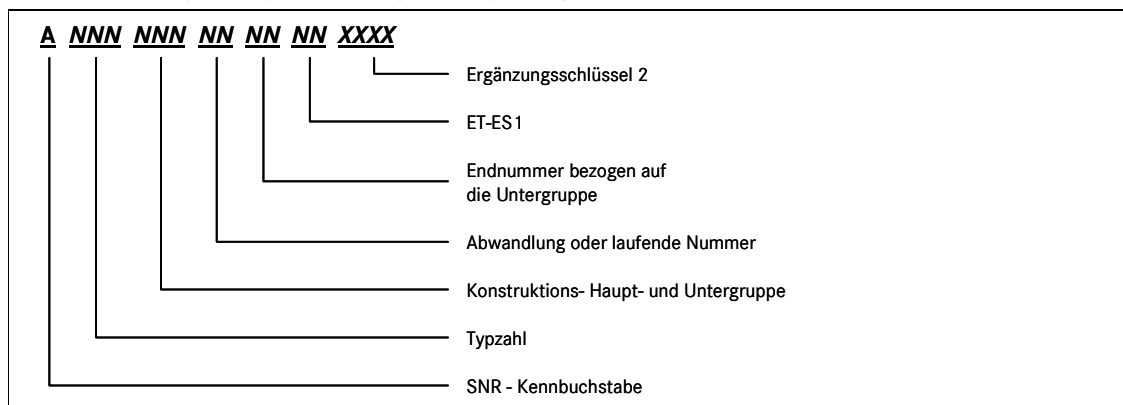 A NNN NNN NN NN NN XXXX
Ergänzungsschlüssel 2
ET-ES1
Endnummer bezogen auf
die Untergruppe
Abwandlung oder laufende Nummer
Konstruktions- Haupt- und Untergruppe
Typzahl
SNR - Kennbuchstabe